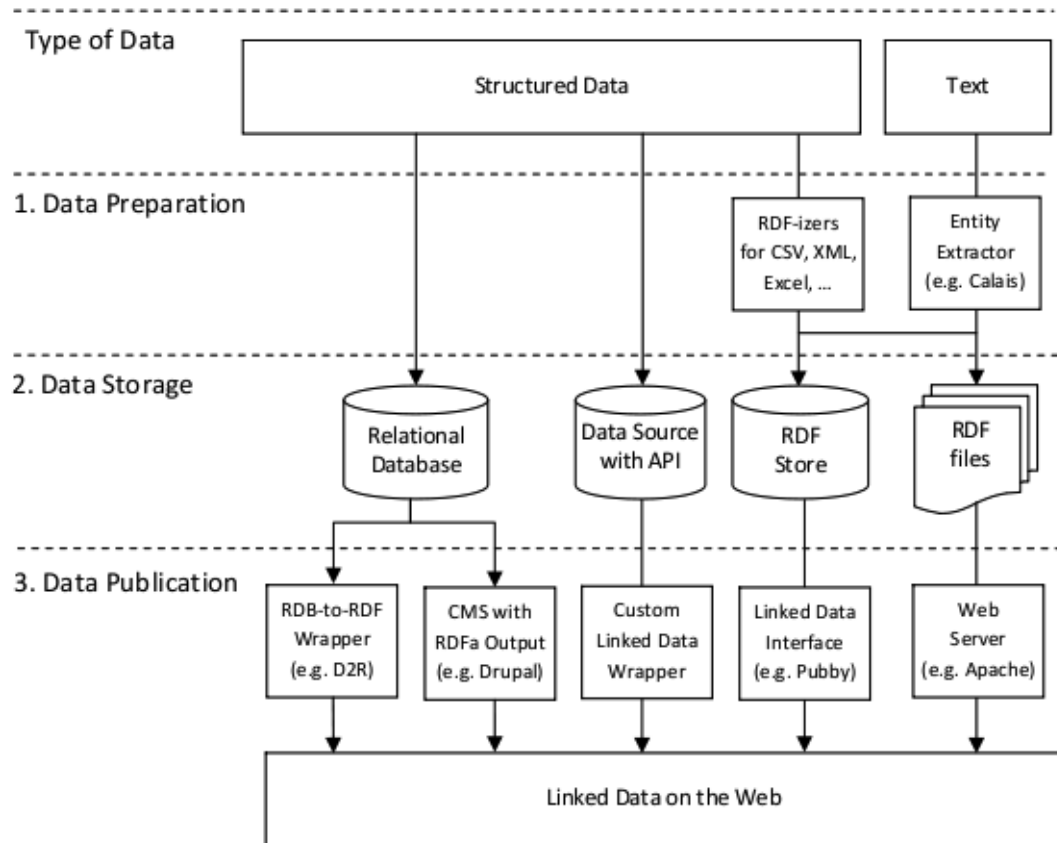 Type of Data
Structured Data
Text
1. Data Preparation
RDF-izers
for CSV, XML,
Excel, ...
Entity
Extractor
(e.g. Calais)
2. Data Storage
Relational
Database
Data Source
with API
RDF
Store
RDF
files
3. Data Publication
RDB-to-RDF
Wrapper
(e.g. D2R)
CMS with
RDFa Output
(e.g. Drupal)
Custom
Linked Data
Wrapper
Linked Data
Interface
(e.g. Pubby)
Web
Server
(e.g. Apache)
Linked Data on the Web